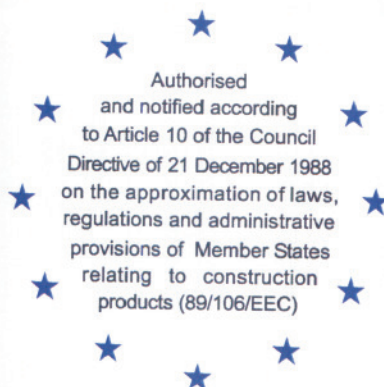 Authorised
and notified according
to Article 10 of the Council
Directive of 21 December 1988
on the approximation of laws,
regulations and administrative
provisions of Member States
relating to construction
products (89/106/EEC)